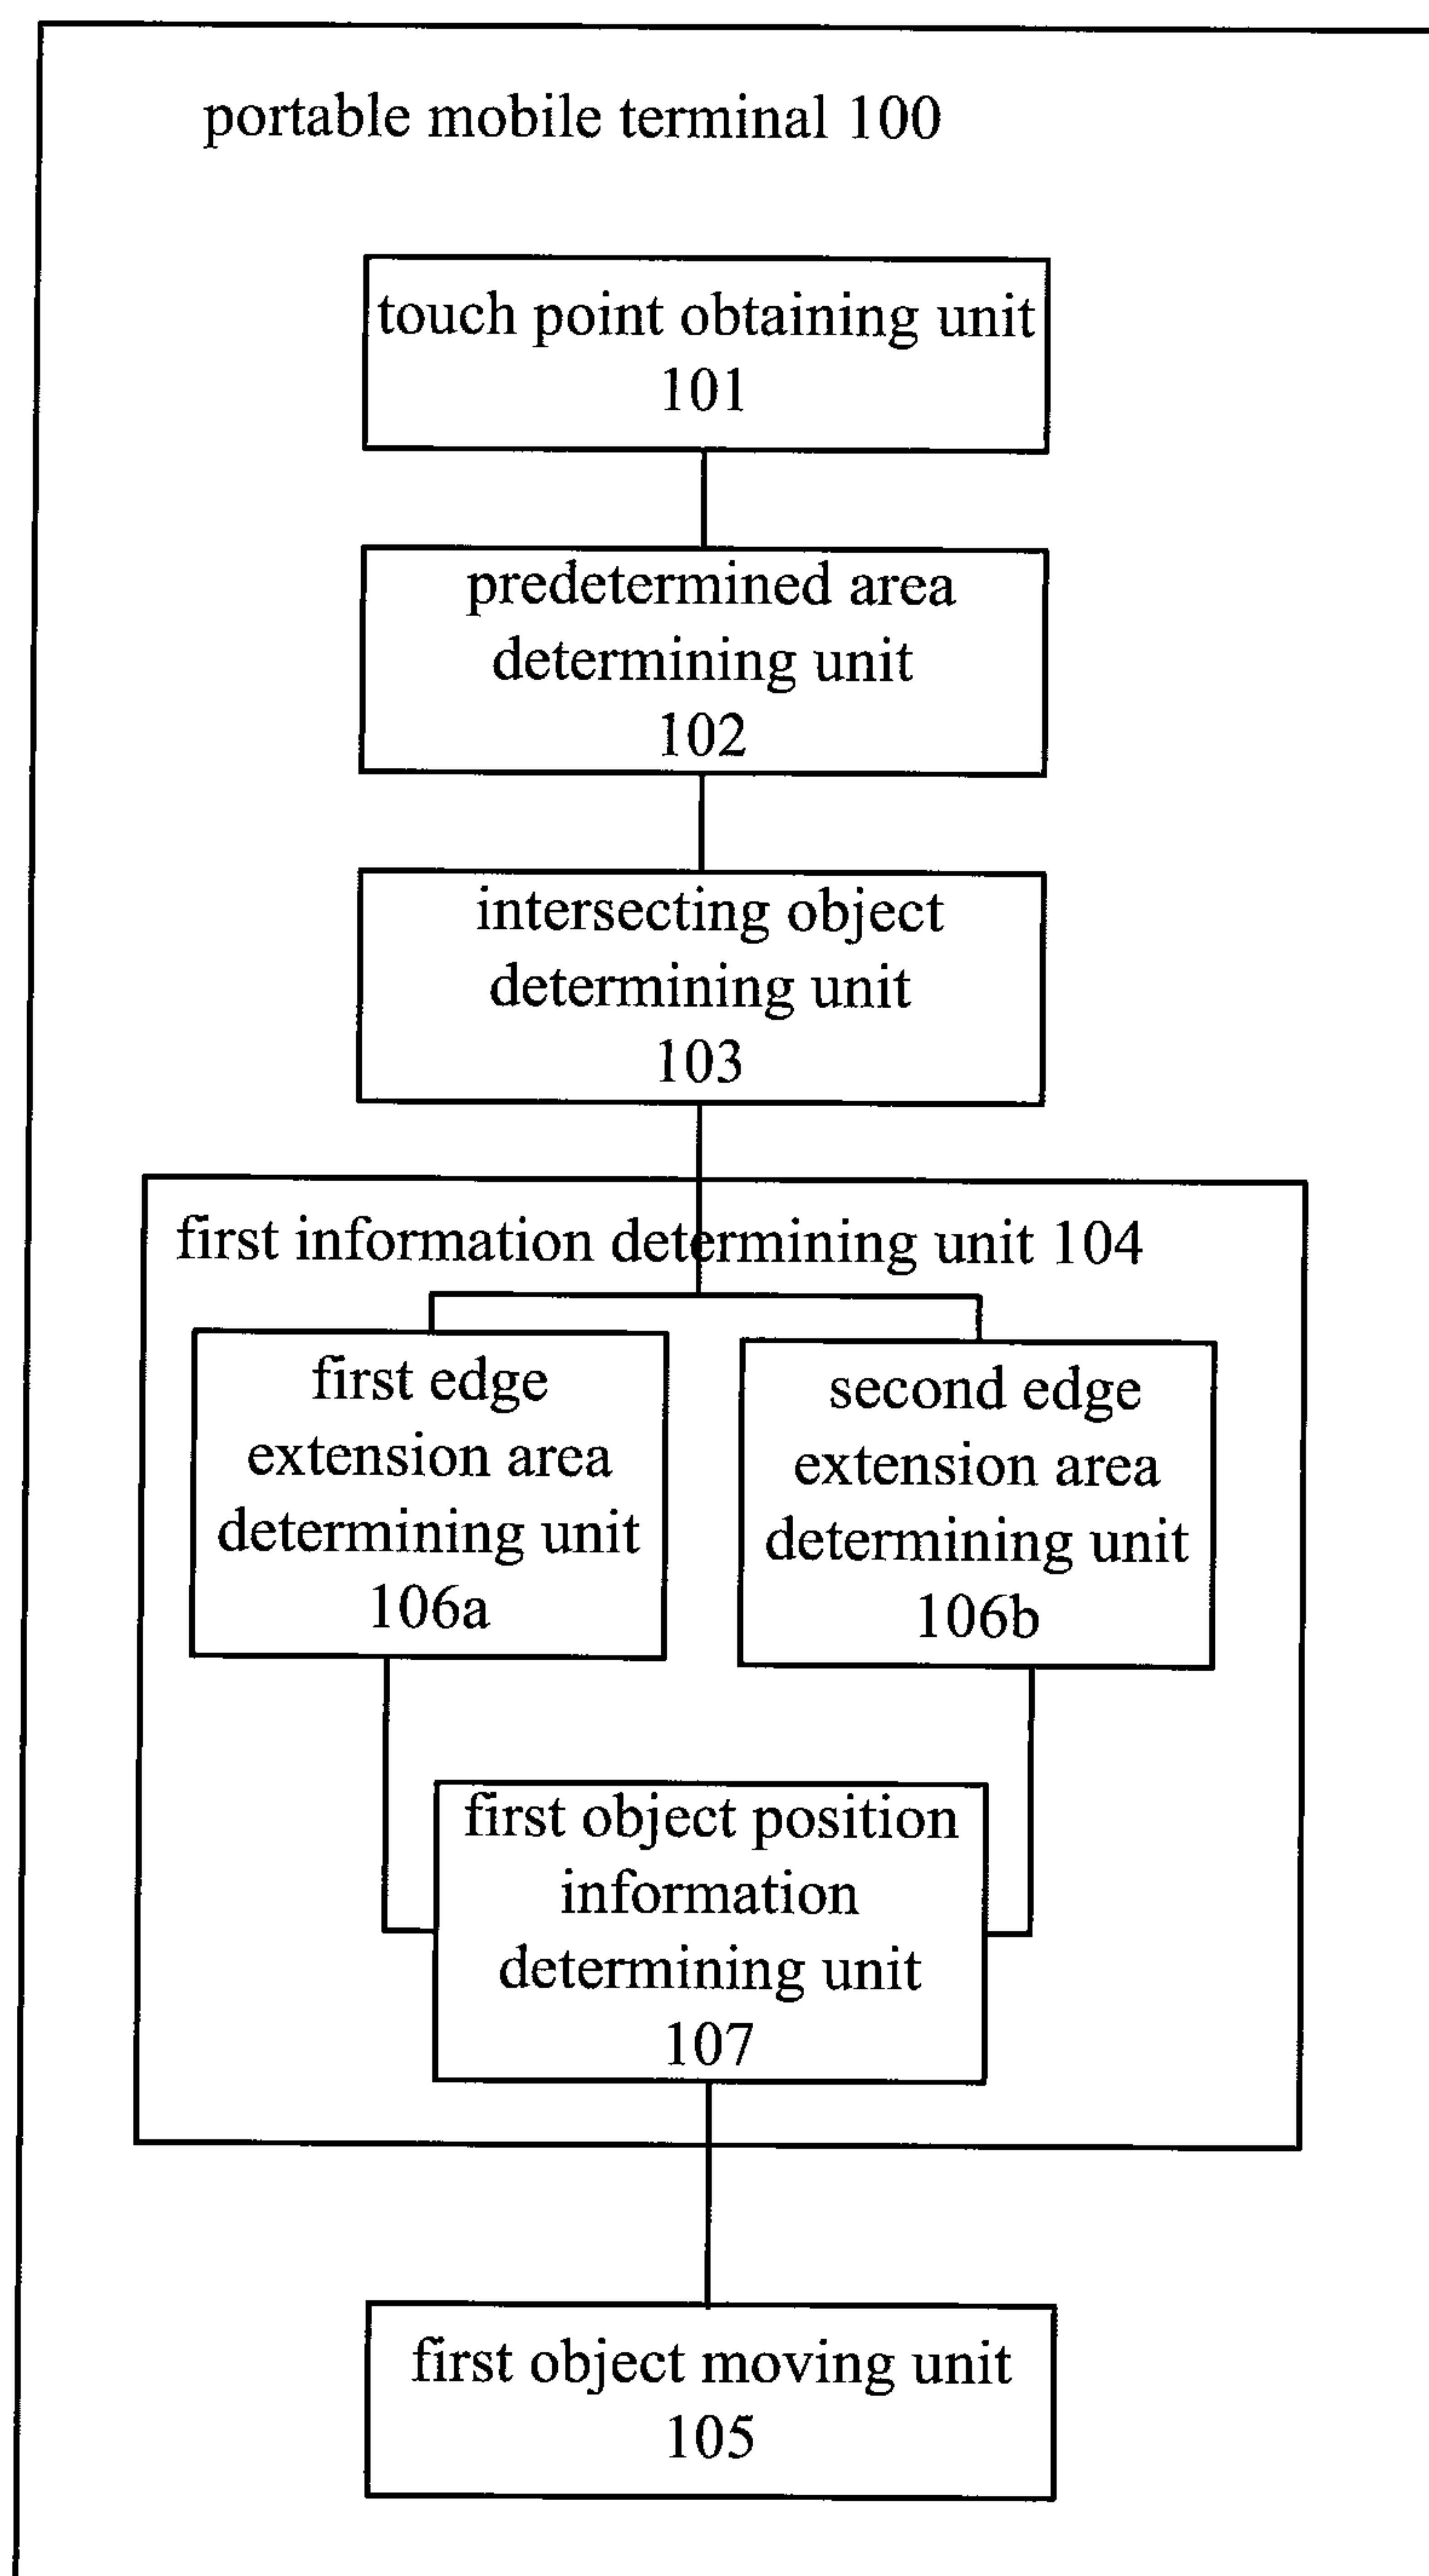 portable mobile terminal 100
touch point obtaining unit
101
predetermined area
determining unit
102
intersecting object
determining unit
103
first information determining unit 104
first edge
extension area
determining unit
106a
second edge
extension area
determining unit
106b
first object position
information
determining unit
107
first object moving unit
105